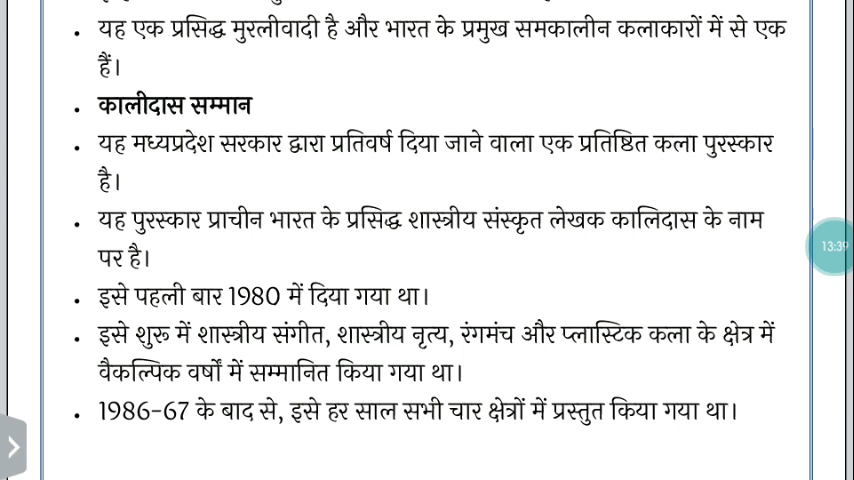 यह एक प्रसिद्ध मुरलीवादी है और भारत के प्रमुख समकालीन कलाकारों में से एक
हैं।
कालीदास सम्मान
यह मध्यप्रदेश सरकार द्वारा प्रतिवर्ष दिया जाने वाला एक प्रतिष्ठित कला पुरस्कार
है।
यह पुरस्कार प्राचीन भारत के प्रसिद्ध शास्त्रीय संस्कृत लेखक कालिदास के नाम
पर है।
13:39
इसे पहली बार 1980 में दिया गया था।
इसे शुरू में शास्त्रीय संगीत, शास्त्रीय नृत्य, रंगमंच और प्लास्टिक कला के क्षेत्र में
वैकल्पिक वर्षों में सम्मानित किया गया था।
1986-67 के बाद से, इसे हर साल सभी चार क्षेत्रों में प्रस्तुत किया गया था।